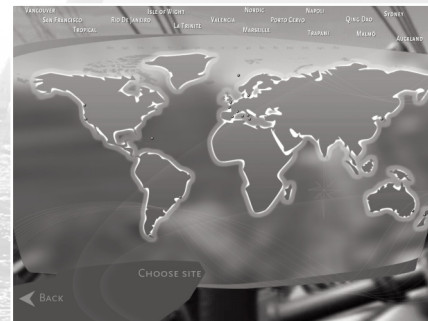 Vancouver Isle of Wight Nordic Napoli Sydney
San Francisco Rio De Janeiro Valencia Porto Cervo Qing Dao
Tropical La Trinite Marseille Trapani Malmö Auckland
Choose site
Back